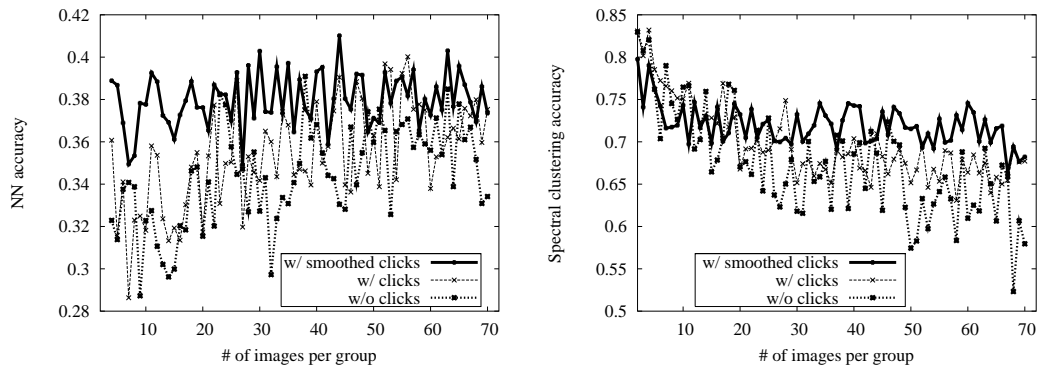 NN accuracy
0.42
0.4
0.38
0.36
0.34
0.32
0.3
0.28
w/ smoothed clicks
w/ clicks
w/o clicks
10 20 30 40 50 60 70
# of images per group
Spectral clustering accuracy
0.85
0.8
0.75
0.7
0.65
0.6
0.55
0.5
w/ smoothed clicks
w/ clicks
w/o clicks
10 20 30 40 50 60 70
# of images per group